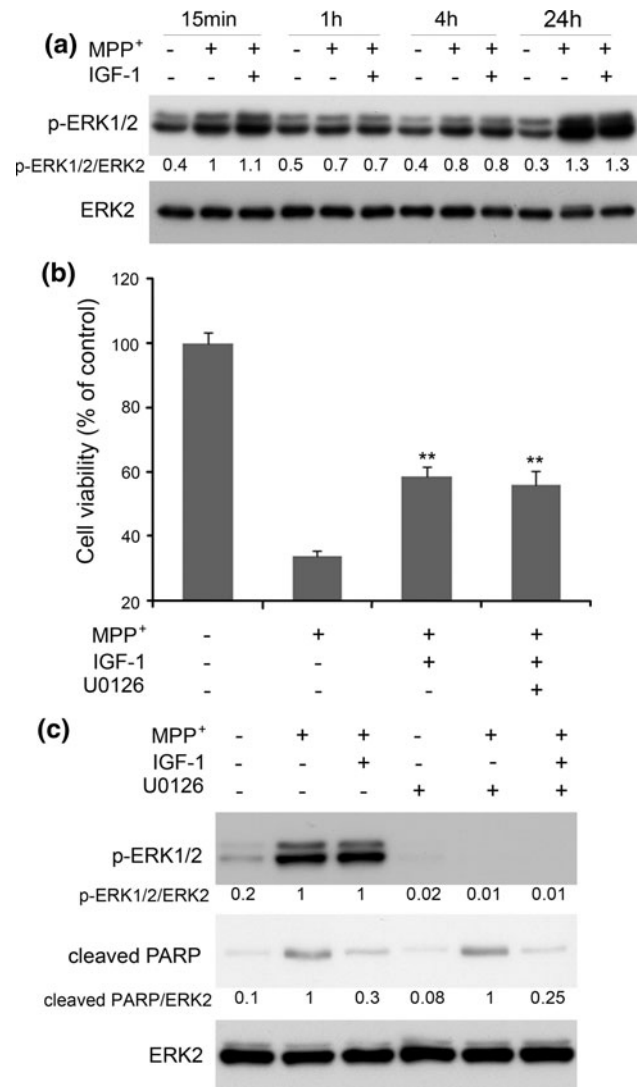 15min 1h 4h 24h
(a) MPP+ - + + - + + - + + - + +
IGF-1 - - + - - + - - + - - +
p-ERK1/2
p-ERK1/2/ERK2 0.4 1 1.1 0.5 0.7 0.7 0.4 0.8 0.8 0.3 1.3 1.3
ERK2
(b)
Cell viability (% of control)
120
100
80
60
40
20
** **
MPP+ - + + +
IGF-1 - - + +
U0126 - - - +
(c) MPP+ - + + - + +
IGF-1 - - + - - +
U0126 - - - + + +
p-ERK1/2
p-ERK1/2/ERK2 0.2 1 1 0.02 0.01 0.01
cleaved PARP
cleaved PARP/ERK2 0.1 1 0.3 0.08 1 0.25
ERK2